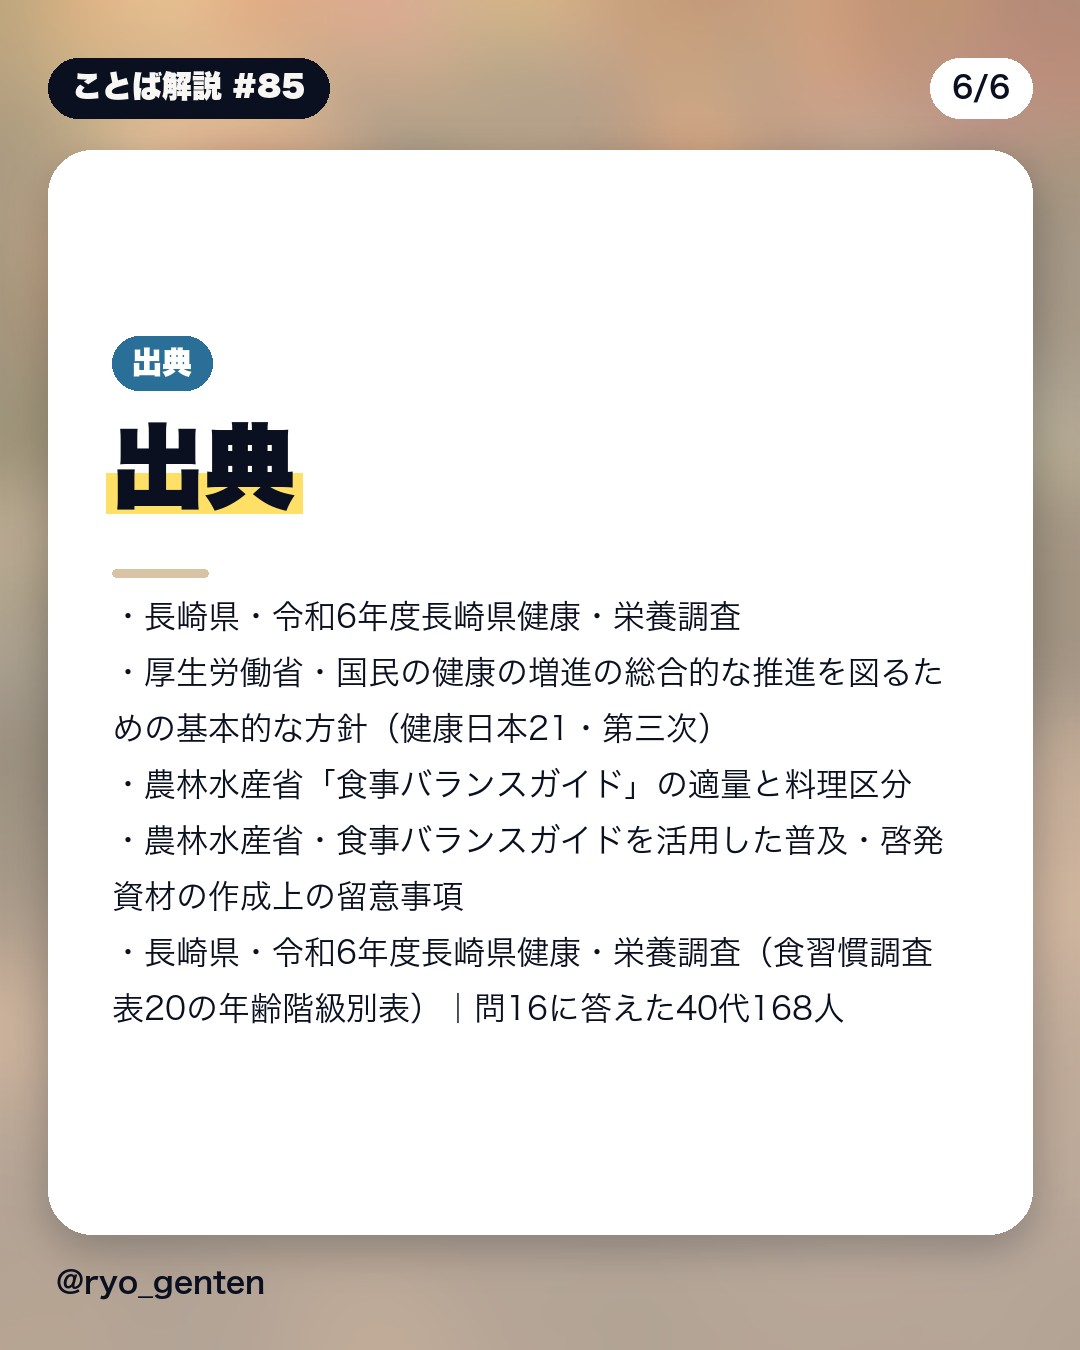 ことば解説 #85
6/6
出典
出典
・長崎県・令和6年度長崎県健康・栄養調査
・厚生労働省・国民の健康の増進の総合的な推進を図るた
めの基本的な方針（健康日本21・第三次）
・農林水産省「食事バランスガイド」の適量と料理区分
・農林水産省・食事バランスガイドを活用した普及・啓発
資材の作成上の留意事項
・長崎県・令和6年度長崎県健康・栄養調査（食習慣調査
表20の年齢階級別表）｜問16に答えた40代168人
@ryo_genten